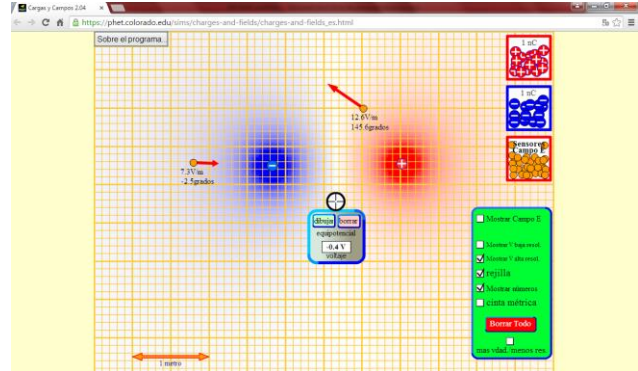 Cargas y Campos 2.04
https://phet.colorado.edu/sims/charges-and-fields/charges-and-fields_es.html
Sobre el programa..
1 nC
12.6V/m
145.6grados
1 nC
7.3V/m
-2.5grados
Sensores
Campo E
dibujar borrar
equipotencial
-0.4 V
voltaje
Mostrar Campo E
Mostrar V baja resol.
Mostrar V alta resol.
rejilla
Mostrar números
cinta métrica
Borrar Todo
mas vdad./menos res.
1 metro